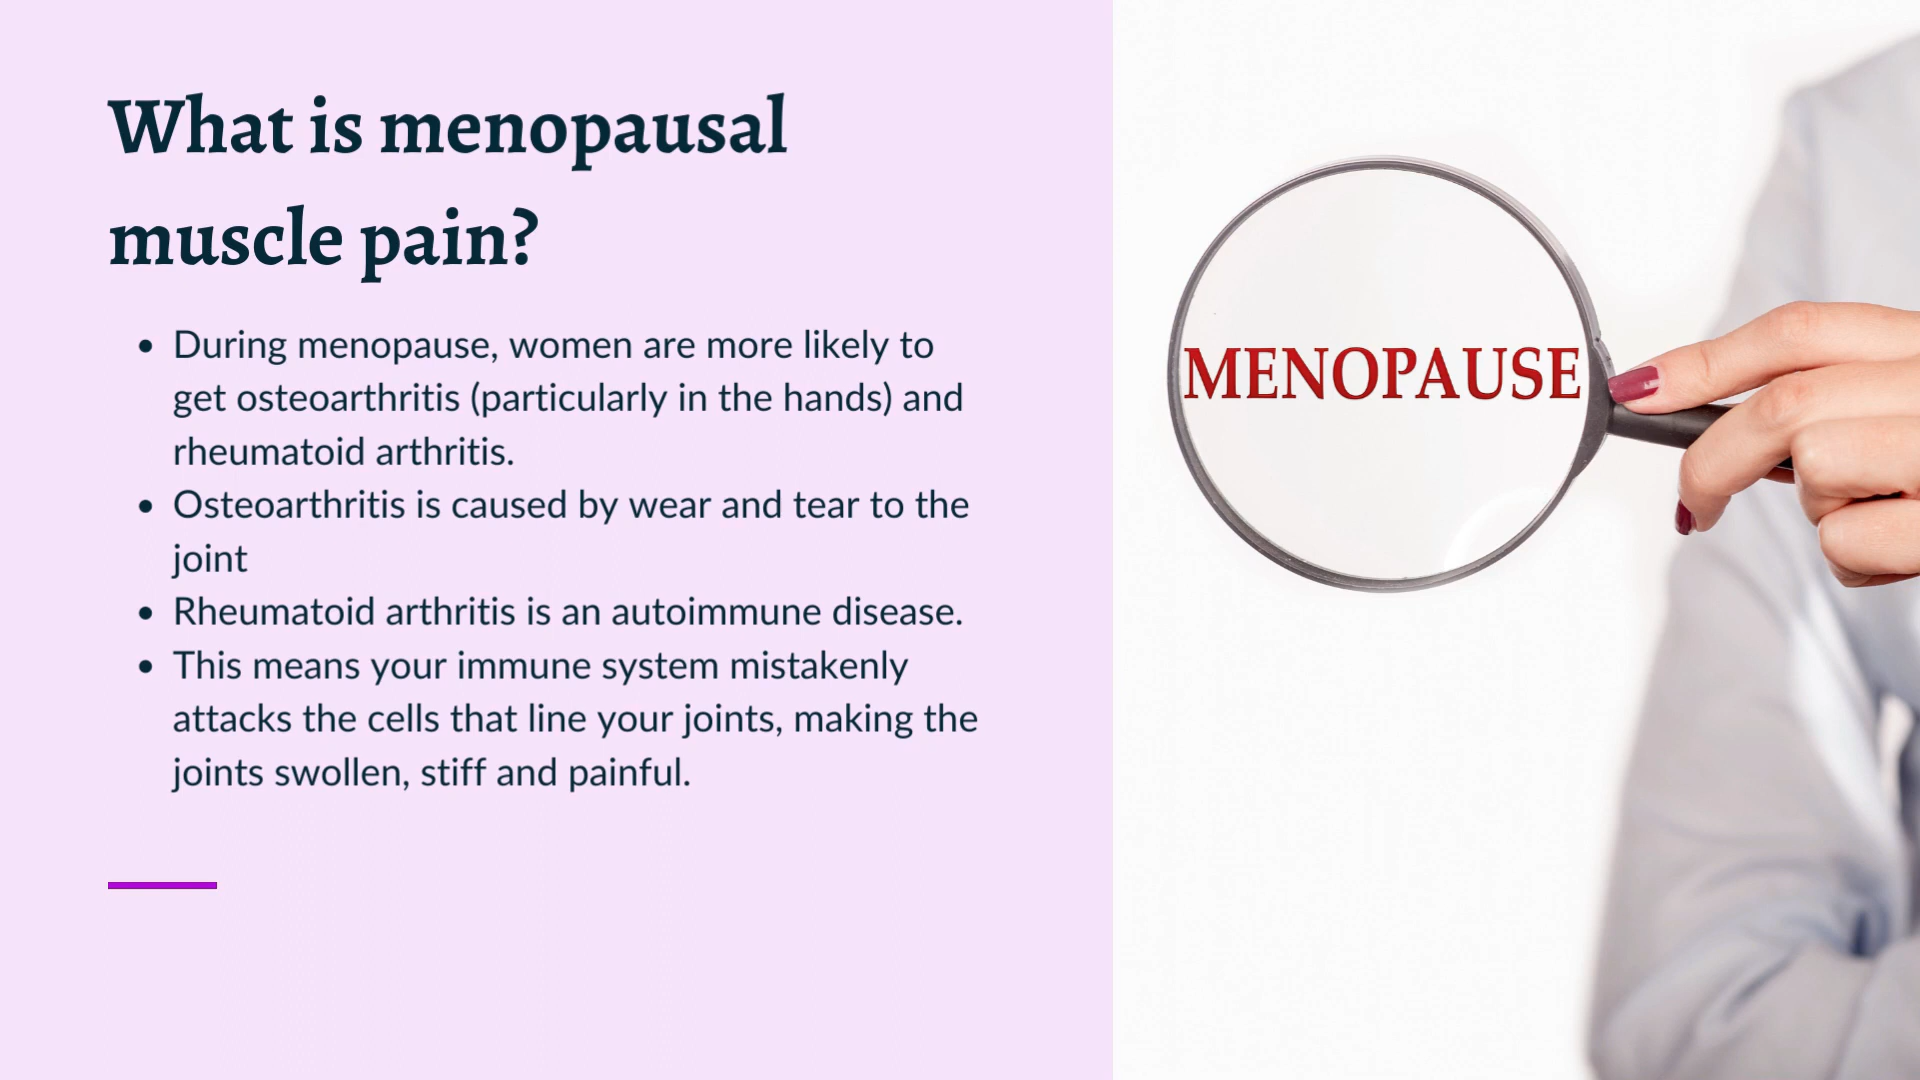 What is menopausal
muscle pain?
• During menopause, women are more likely to
get osteoarthritis (particularly in the hands) and
rheumatoid arthritis.
• Osteoarthritis is caused by wear and tear to the
joint
• Rheumatoid arthritis is an autoimmune disease.
• This means your immune system mistakenly
attacks the cells that line your joints, making the
joints swollen, stiff and painful.
MENOPAUSE